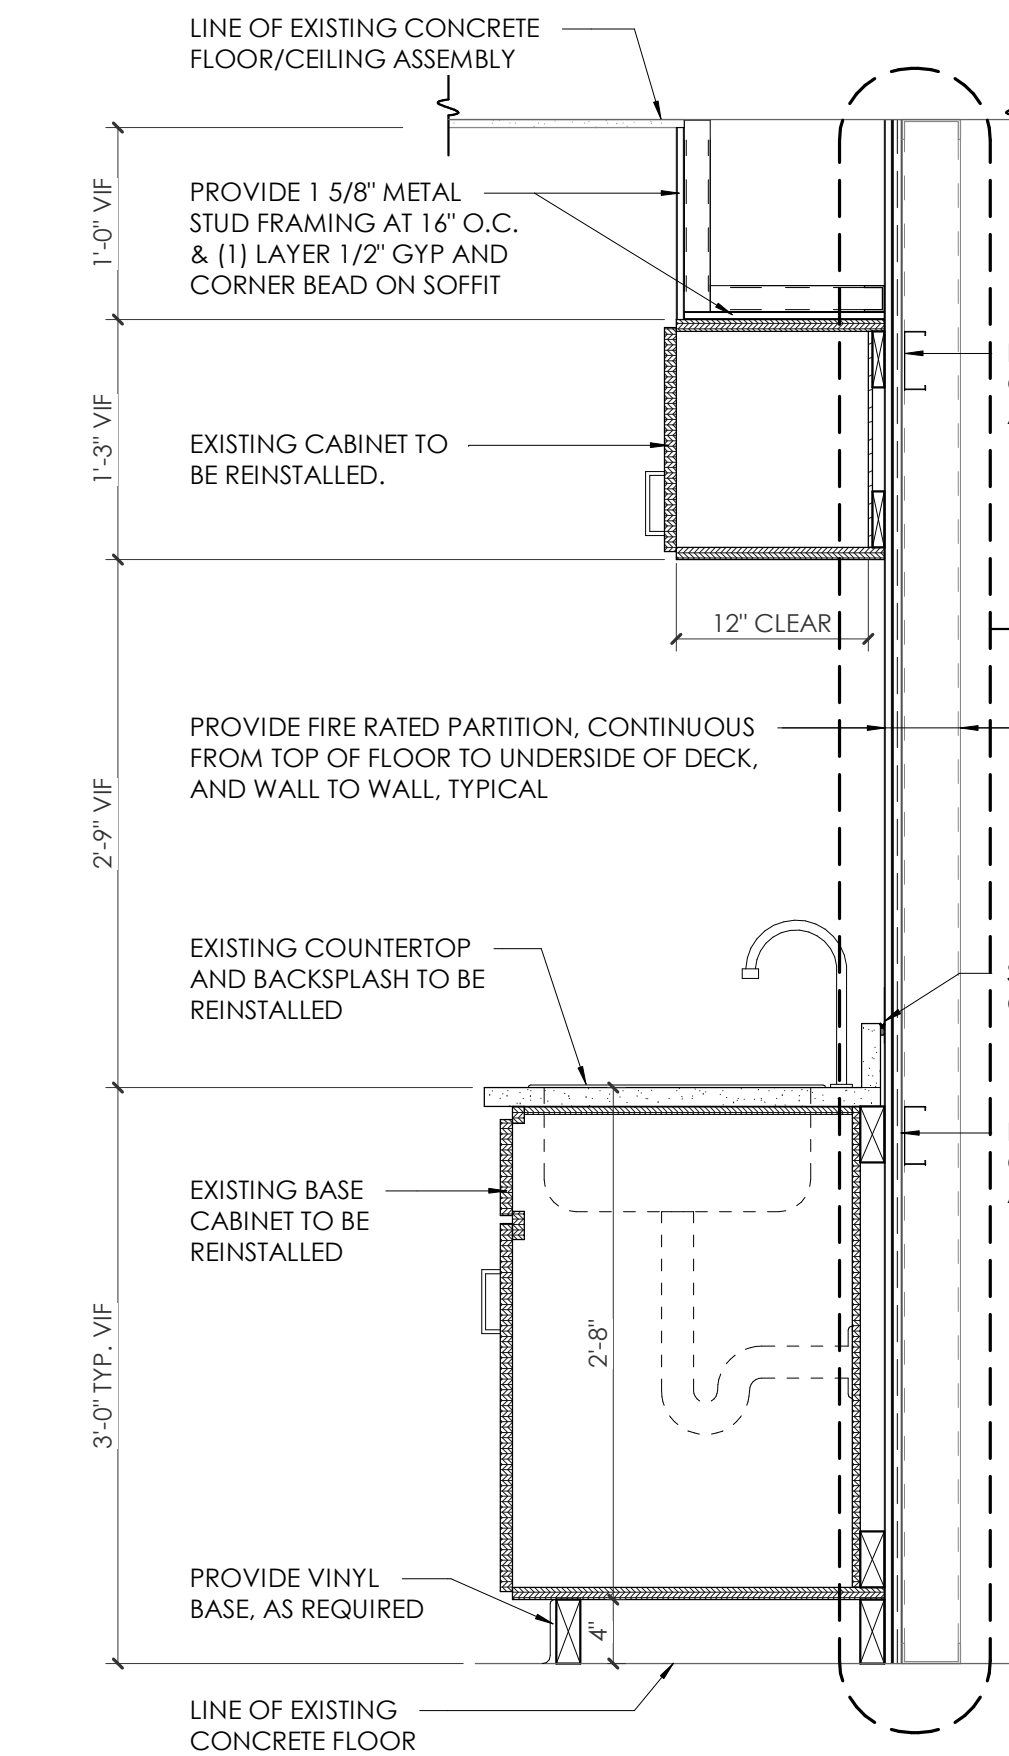 LINE OF EXISTING CONCRETE
FLOOR/CEILING ASSEMBLY
1'-0" VIF
PROVIDE 1 5/8" METAL
STUD FRAMING AT 16" O.C.
& (1) LAYER 1/2" GYP AND
CORNER BEAD ON SOFFIT
1'-3" VIF
EXISTING CABINET TO
BE REINSTALLED.
12" CLEAR
PROVIDE FIRE RATED PARTITION, CONTINUOUS
FROM TOP OF FLOOR TO UNDERSIDE OF DECK,
AND WALL TO WALL, TYPICAL
2'-9" VIF
EXISTING COUNTERTOP
AND BACKSPLASH TO BE
REINSTALLED
EXISTING BASE
CABINET TO BE
REINSTALLED
3'-0" TYP. VIF
2'-8"
PROVIDE VINYL
BASE, AS REQUIRED
4"
LINE OF EXISTING
CONCRETE FLOOR